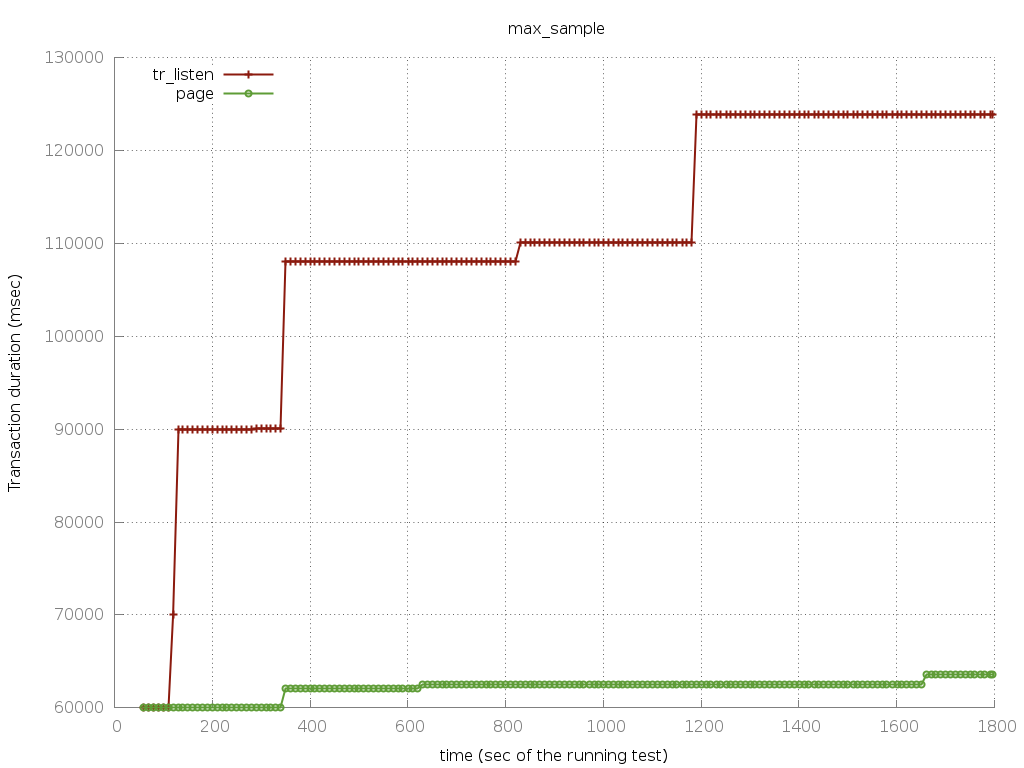 max_sample
130000
120000
110000
100000
90000
80000
70000
60000
Transaction duration (msec)
tr_listen
page
0 200 400 600 800 1000 1200 1400 1600 1800
time (sec of the running test)